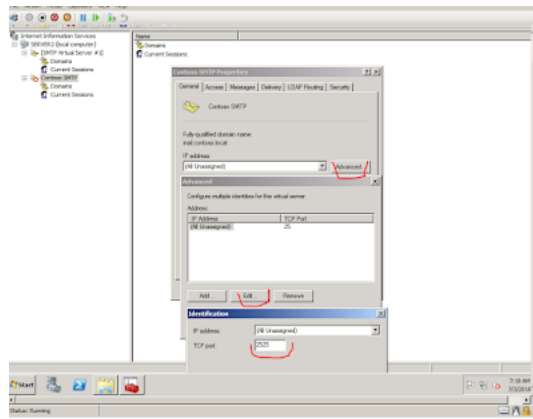 Internet Information Services
SERVER2 (local computer)
[SMTP Virtual Server #1]
Domains
Current Sessions
Contoso SMTP
Domains
Current Sessions
Name
Domains
Current Sessions
Contoso SMTP Properties
General Access Messages Delivery LDAP Routing Security
Contoso SMTP
Fully-qualified domain name:
mail.contoso.local
IP address:
(All Unassigned)
Advanced...
Advanced
Configure multiple identities for this virtual server
Address:
IP Address TCP Port
(All Unassigned) 25
Add... Edit... Remove
Identification
IP address: (All Unassigned)
TCP port: 2525
Start
7:18 AM
Status: Running